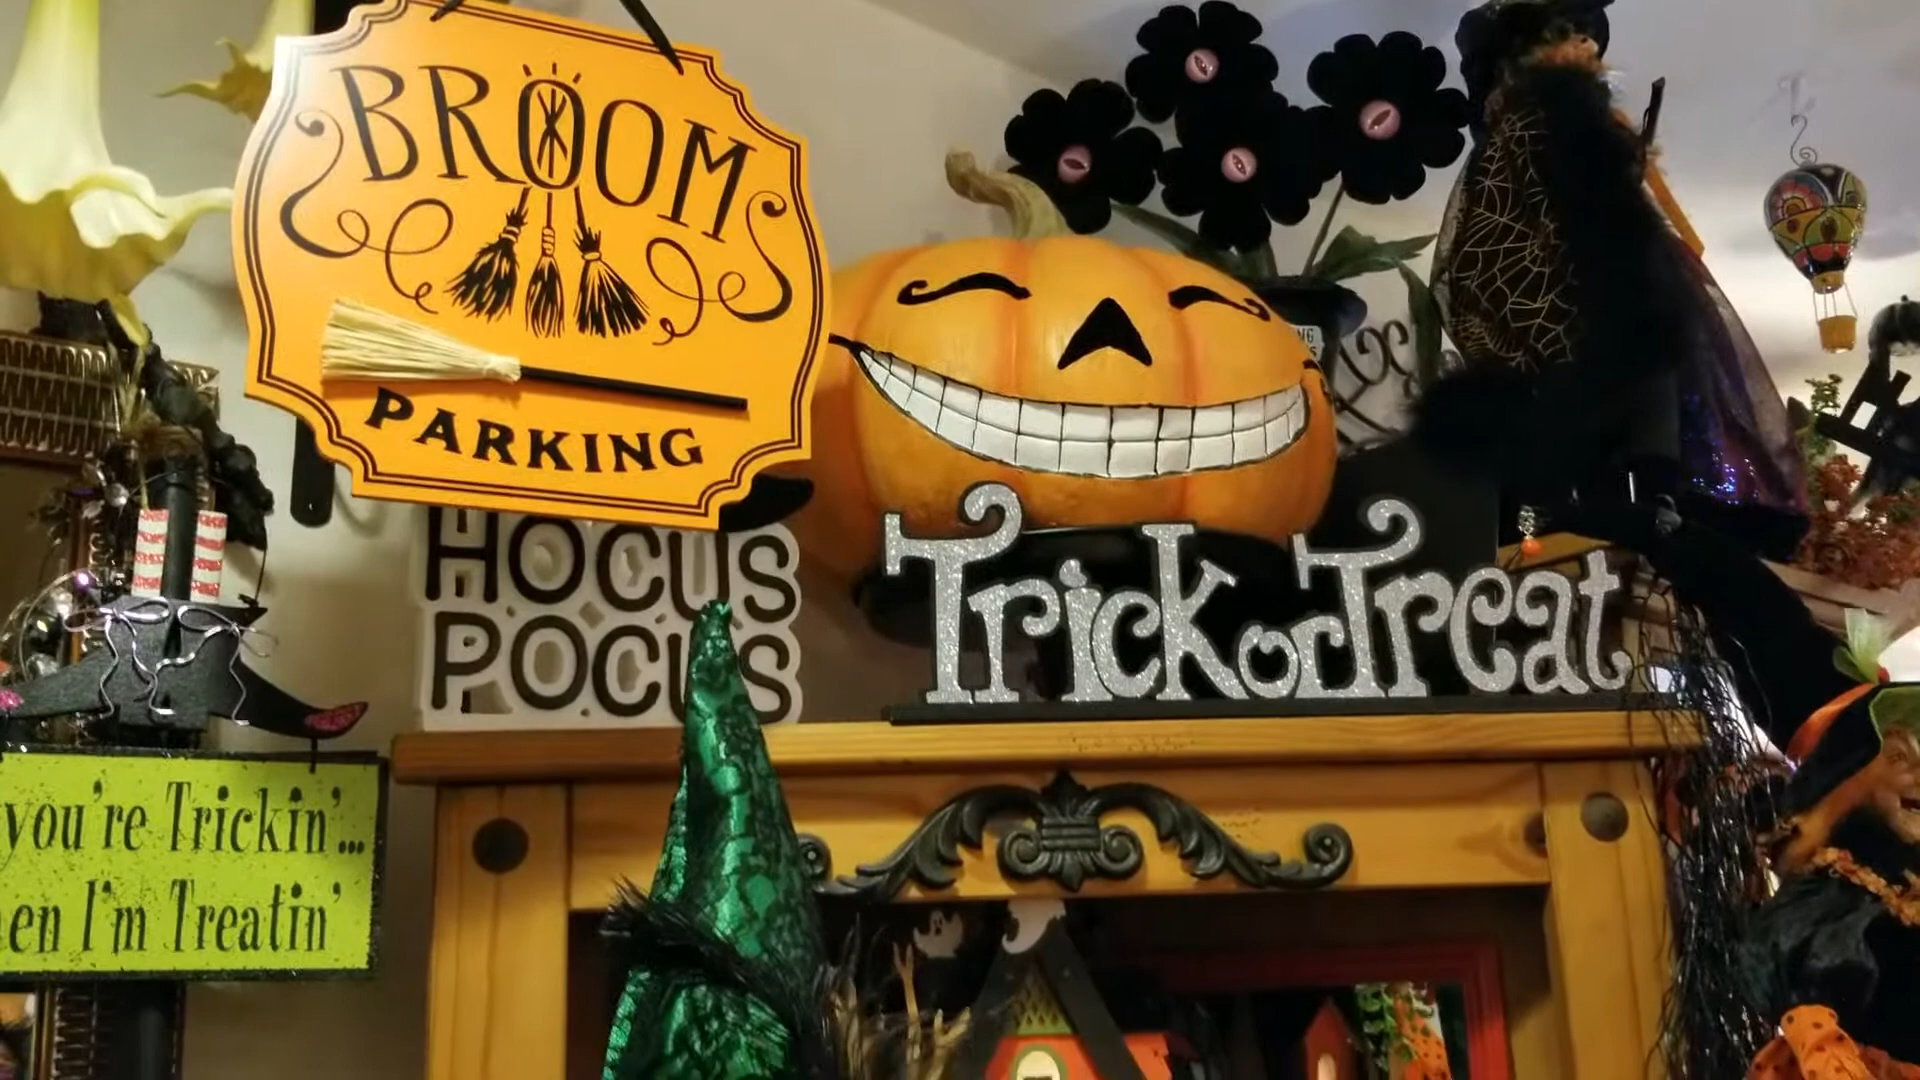 BROOM
PARKING
HOCUS
POCUS
Trick or Treat
you're Trickin'...
en I'm Treatin'